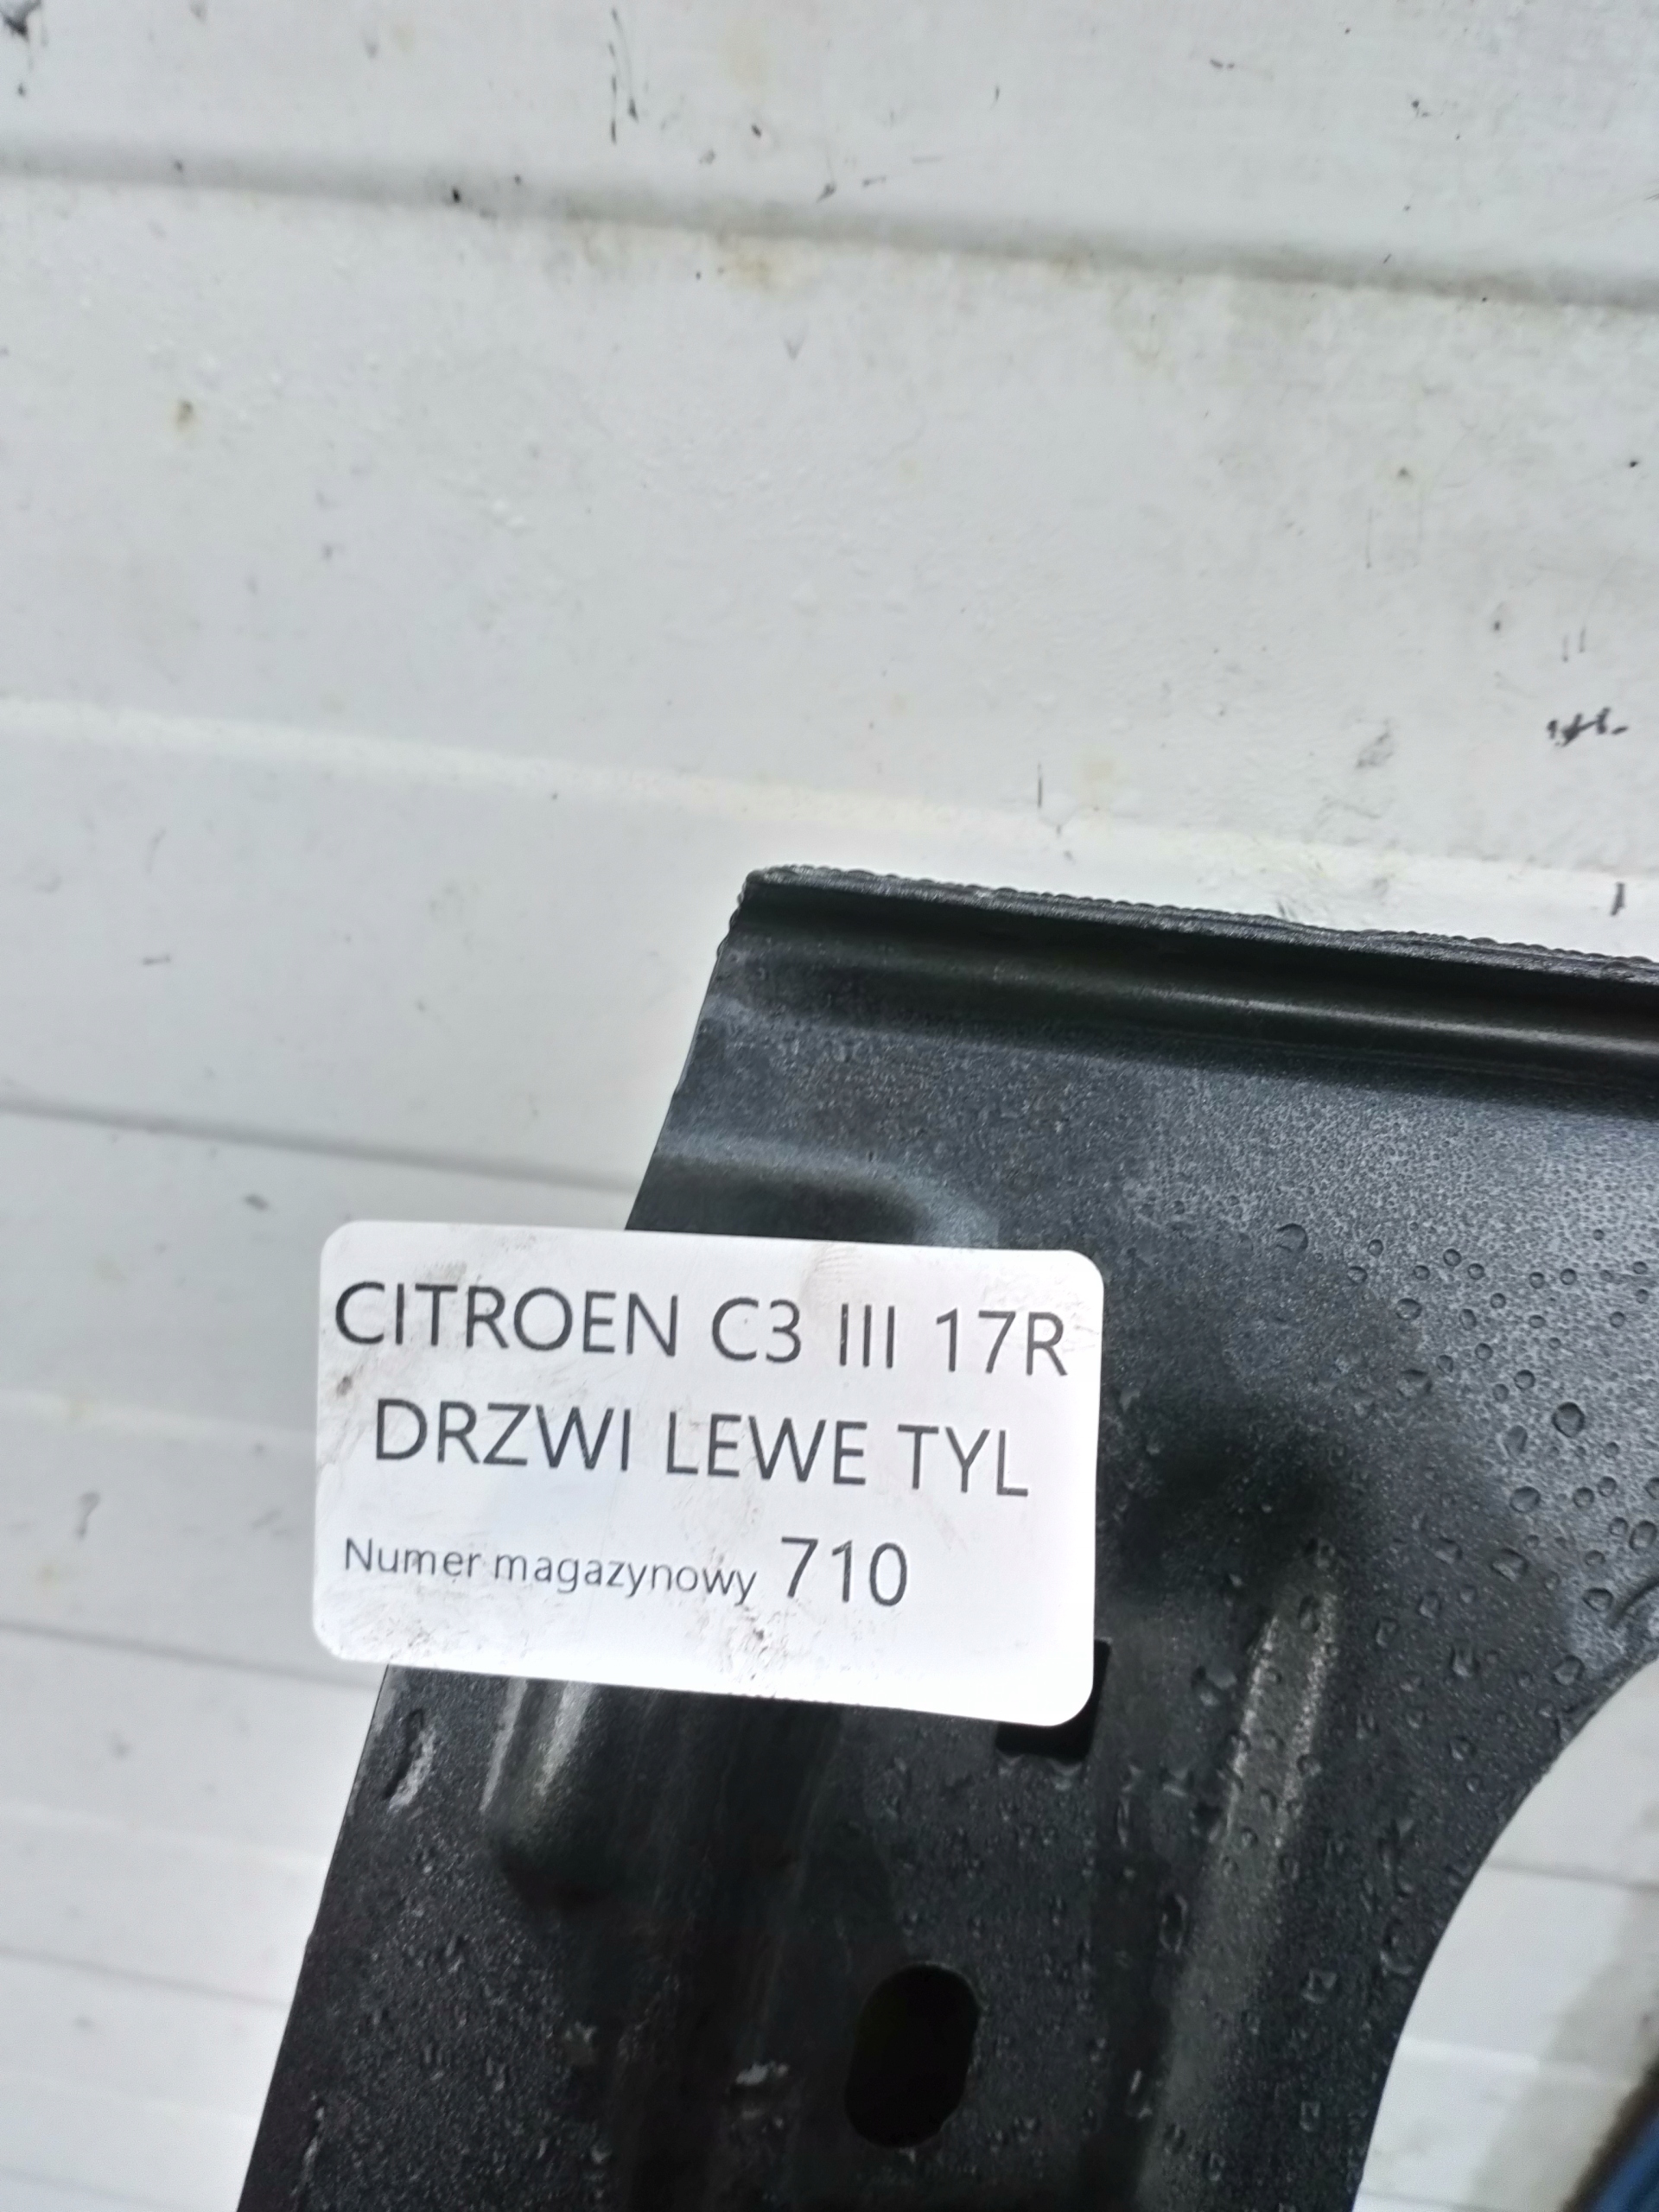 CITROEN C3 III 17R
DRZWI LEWE TYL
Numer magazynowy 710